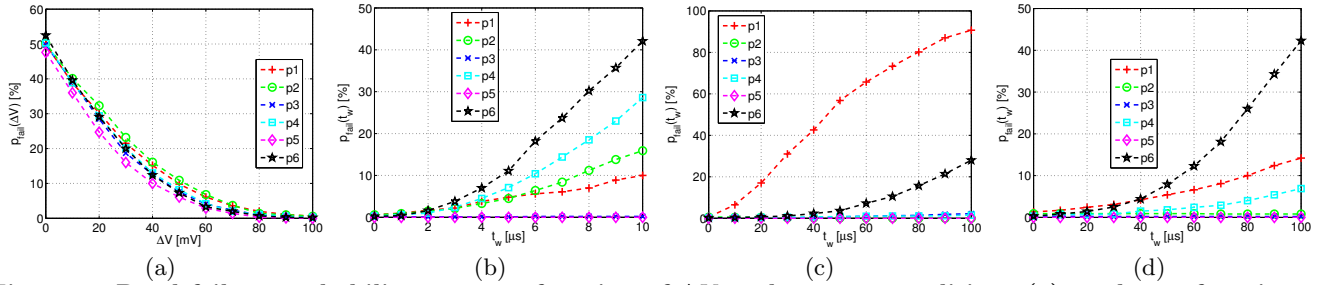 60
50
40
30
20
10
0
p_fail(ΔV) [%]
0 20 40 60 80 100
ΔV [mV]
p1
p2
p3
p4
p5
p6
(a)
50
40
30
20
10
0
p_fail(t_w) [%]
0 2 4 6 8 10
t_w [µs]
p1
p2
p3
p4
p5
p6
(b)
100
80
60
40
20
0
p_fail(t_w) [%]
0 20 40 60 80 100
t_w [µs]
p1
p2
p3
p4
p5
p6
(c)
50
40
30
20
10
0
p_fail(t_w) [%]
0 20 40 60 80 100
t_w [µs]
p1
p2
p3
p4
p5
p6
(d)